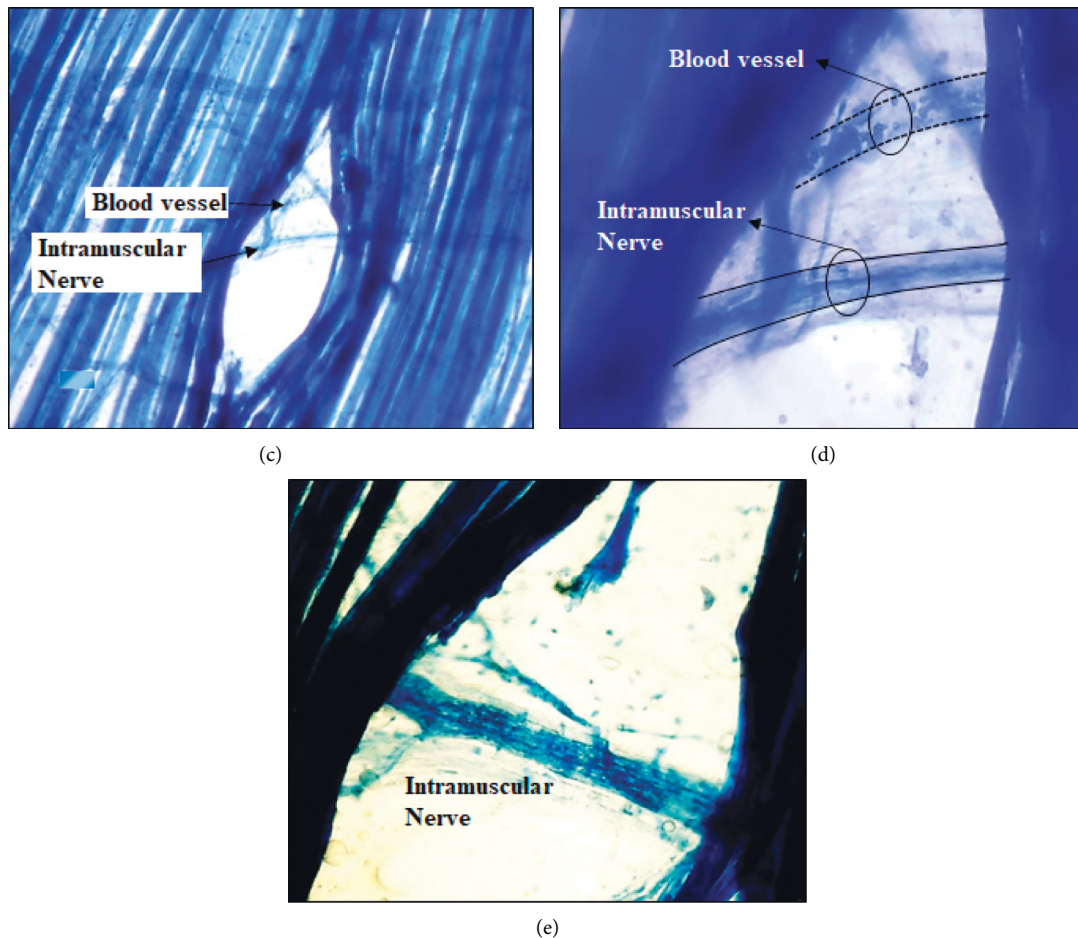 Blood vessel
Intramuscular
Nerve
(c)
Blood vessel
Intramuscular
Nerve
(d)
Intramuscular
Nerve
(e)